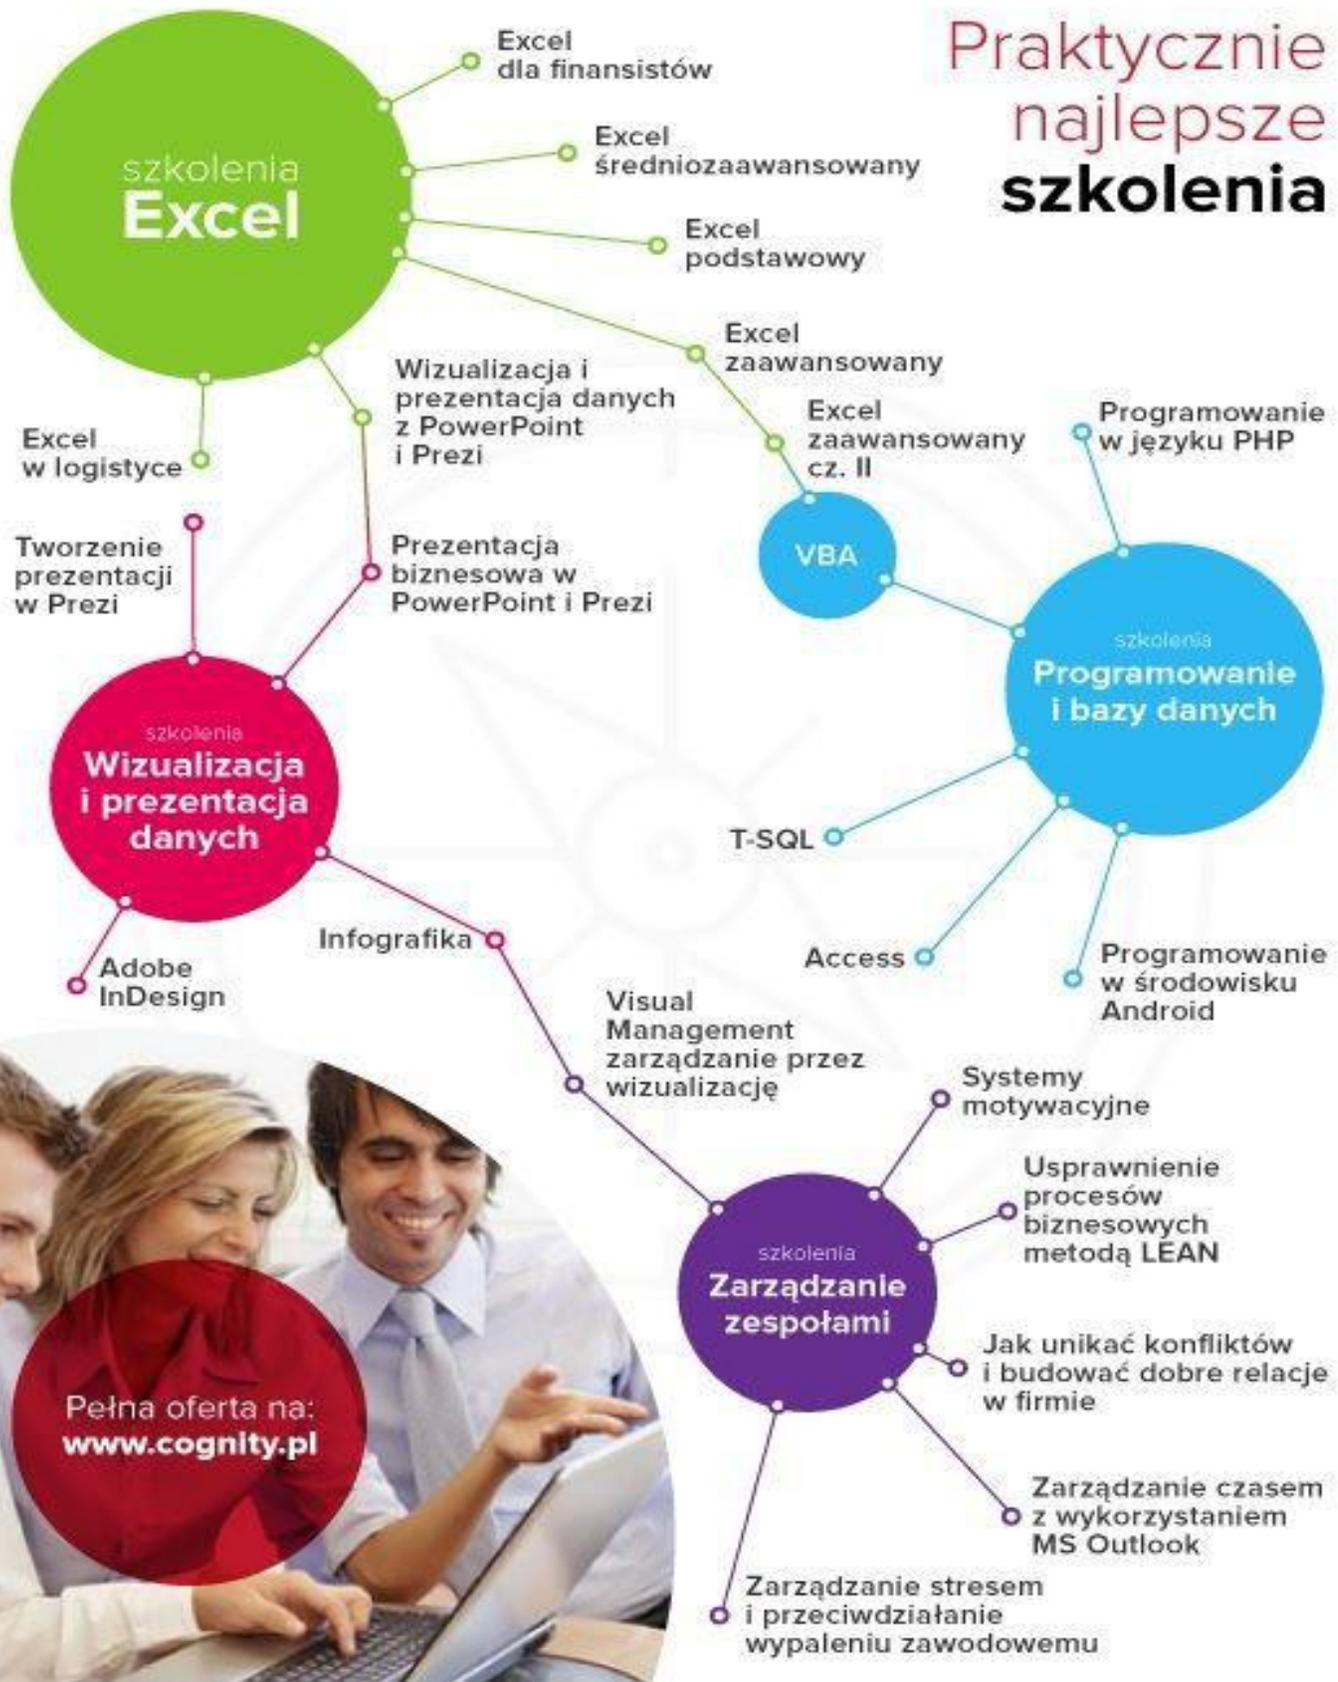 Praktycznie
najlepsze
szkolenia
szkolenia
Excel
Excel
dla finansistów
Excel
średniozaawansowany
Excel
podstawowy
Excel
zaawansowany
Excel
zaawansowany
cz. II
Wizualizacja i
prezentacja danych
z PowerPoint
i Prezi
Excel
w logistyce
Programowanie
w języku PHP
VBA
szkolenia
Programowanie
i bazy danych
Tworzenie
prezentacji
w Prezi
Prezentacja
biznesowa w
PowerPoint i Prezi
szkolenia
Wizualizacja
i prezentacja
danych
T-SQL
Access
Programowanie
w środowisku
Android
Infografika
Adobe
InDesign
Visual
Management
zarządzanie przez
wizualizację
Systemy
motywacyjne
Usprawnienie
procesów
biznesowych
metodą LEAN
szkolenia
Zarządzanie
zespołami
Jak unikać konfliktów
i budować dobre relacje
w firmie
Zarządzanie czasem
z wykorzystaniem
MS Outlook
Zarządzanie stresem
i przeciwdziałanie
wypaleniu zawodowemu
Pełna oferta na:
www.cognity.pl